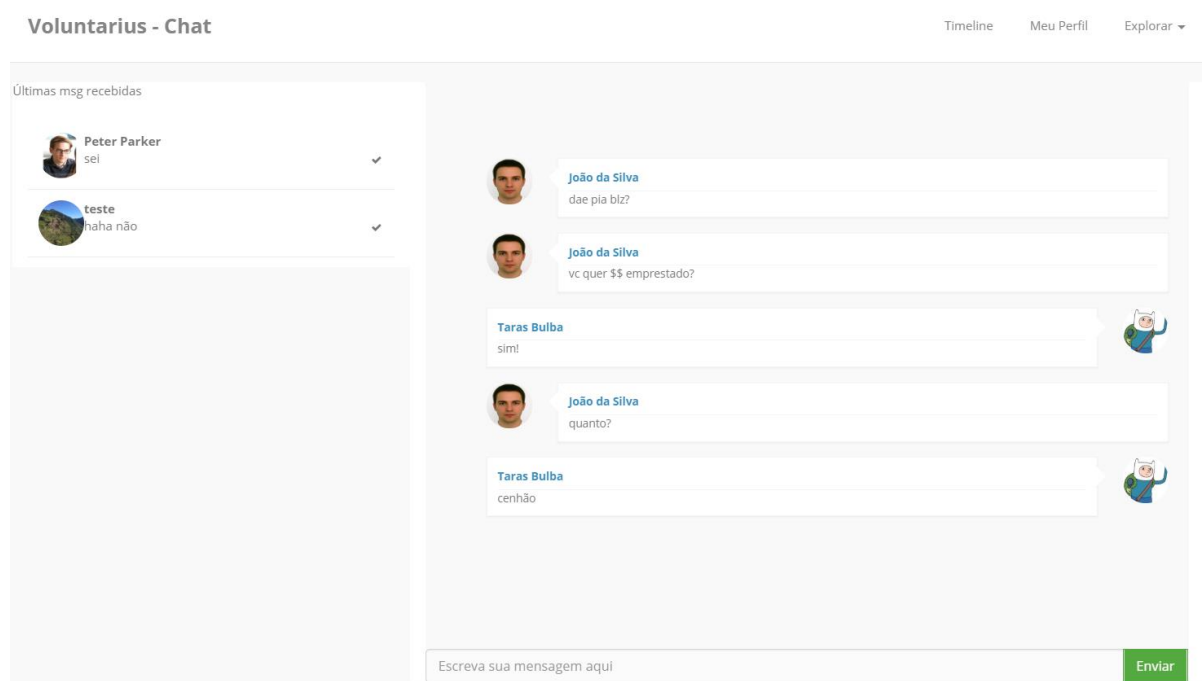 Voluntarius - Chat
Timeline
Meu Perfil
Explorar
Últimas msg recebidas
Peter Parker
sei
teste
haha não
João da Silva
dae pia blz?
João da Silva
vc quer $$ emprestado?
Taras Bulba
sim!
João da Silva
quanto?
Taras Bulba
cenhão
Escreva sua mensagem aqui
Enviar